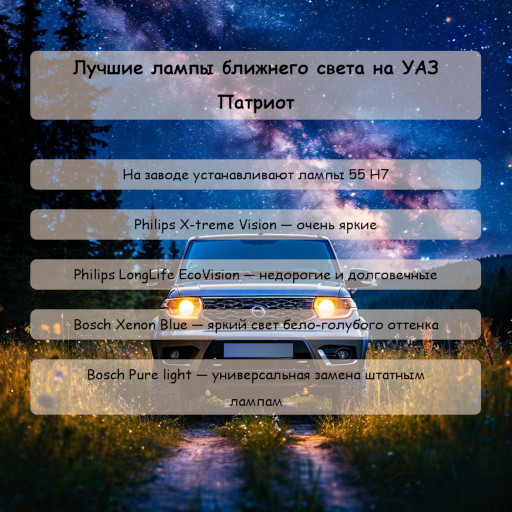 Лучшие лампы ближнего света на УАЗ
Патриот
На заводе устанавливают лампы 55 H7
Philips X-treme Vision — очень яркие
Philips LongLife EcoVision — недорогие и долговечные
Bosch Xenon Blue — яркий свет бело-голубого оттенка
Bosch Pure light — универсальная замена штатным
лампам